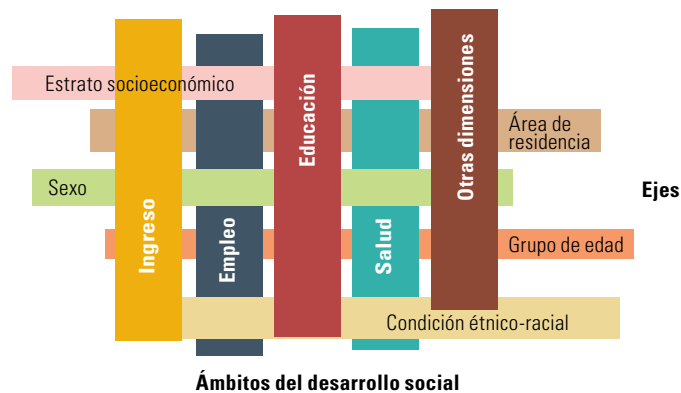 Estrato socioeconómico
Área de
residencia
Sexo
Ejes
Grupo de edad
Condición étnico-racial
Ingreso
Empleo
Educación
Salud
Otras dimensiones
Ámbitos del desarrollo social